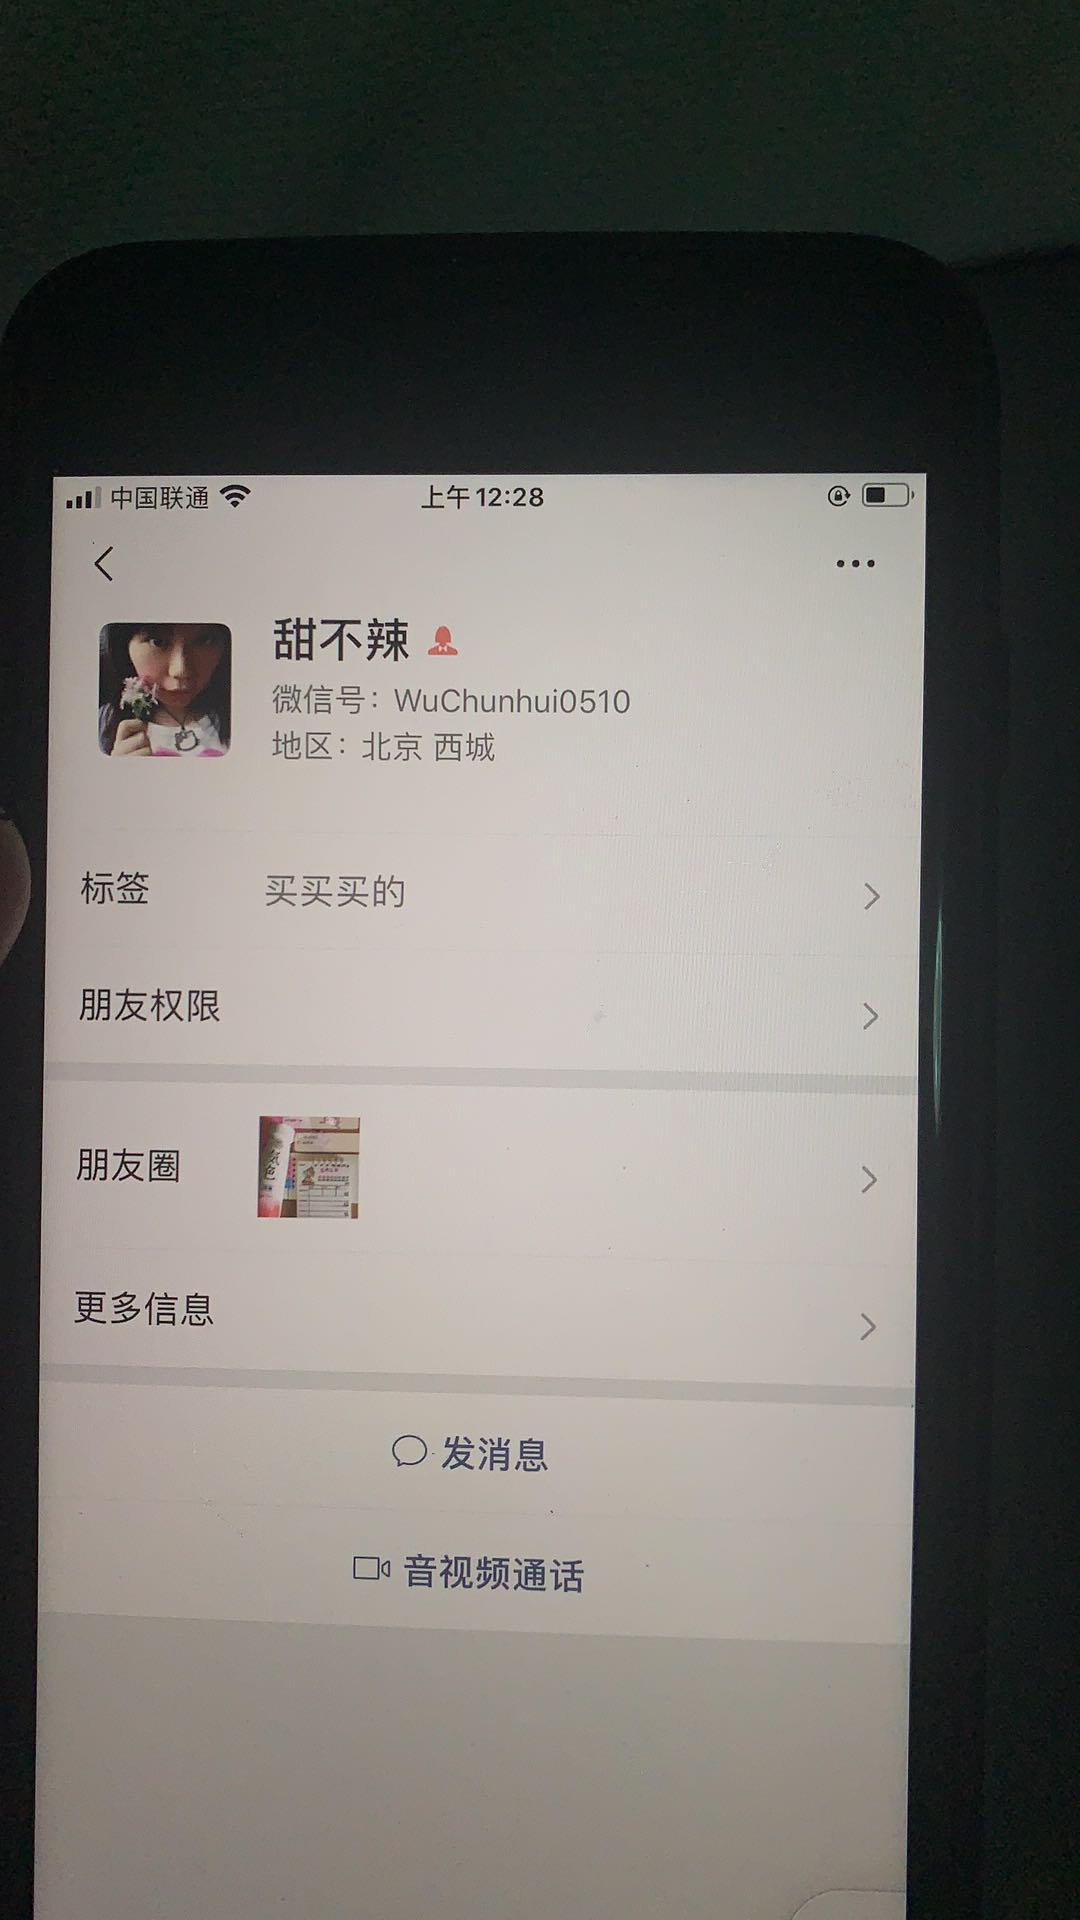 中国联通
上午12:28
甜不辣
微信号：WuChunhui0510
地区：北京 西城
标签 买买买的
朋友权限
朋友圈
更多信息
发消息
音视频通话